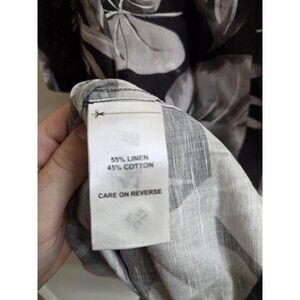 55% LINEN
45% COTTON
CARE ON REVERSE